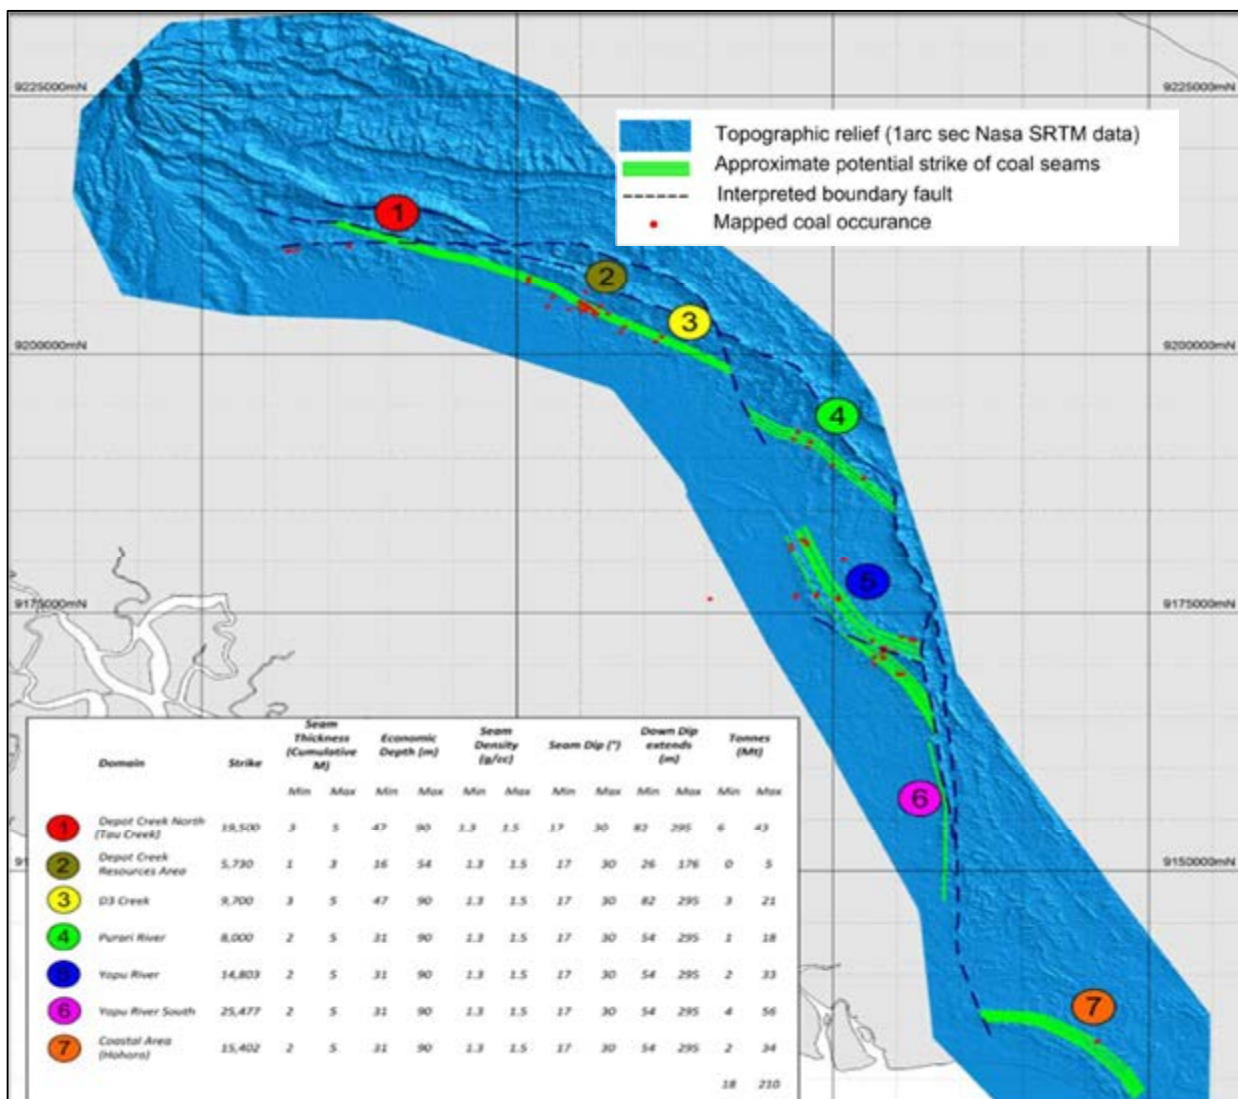 9225000mN
9225000mN
Topographic relief (1arc sec Nasa SRTM data)
Approximate potential strike of coal seams
Interpreted boundary fault
Mapped coal occurance
1
2
3
9200000mN
9200000mN
4
5
9175000mN
9175000mN
6
9150000mN
7
91
Domain Strike Seam Thickness (Cumulative M) Economic Depth (m) Seam Density (g/cc) Seam Dip (°) Down Dip extends (m) Tonnes (Mt)
Min Max Min Max Min Max Min Max Min Max Min Max
1 Depot Creek North (Tau Creek) 19,500 3 5 47 90 1.3 1.5 17 30 82 295 6 43
2 Depot Creek Resources Area 5,730 1 3 16 54 1.3 1.5 17 30 26 176 0 5
3 D3 Creek 9,700 3 5 47 90 1.3 1.5 17 30 82 295 3 21
4 Purari River 8,000 2 5 31 90 1.3 1.5 17 30 54 295 1 18
5 Yapu River 14,803 2 5 31 90 1.3 1.5 17 30 54 295 2 33
6 Yapu River South 25,477 2 5 31 90 1.3 1.5 17 30 54 295 4 56
7 Coastal Area (Hohoro) 15,402 2 5 31 90 1.3 1.5 17 30 54 295 2 34
18 210